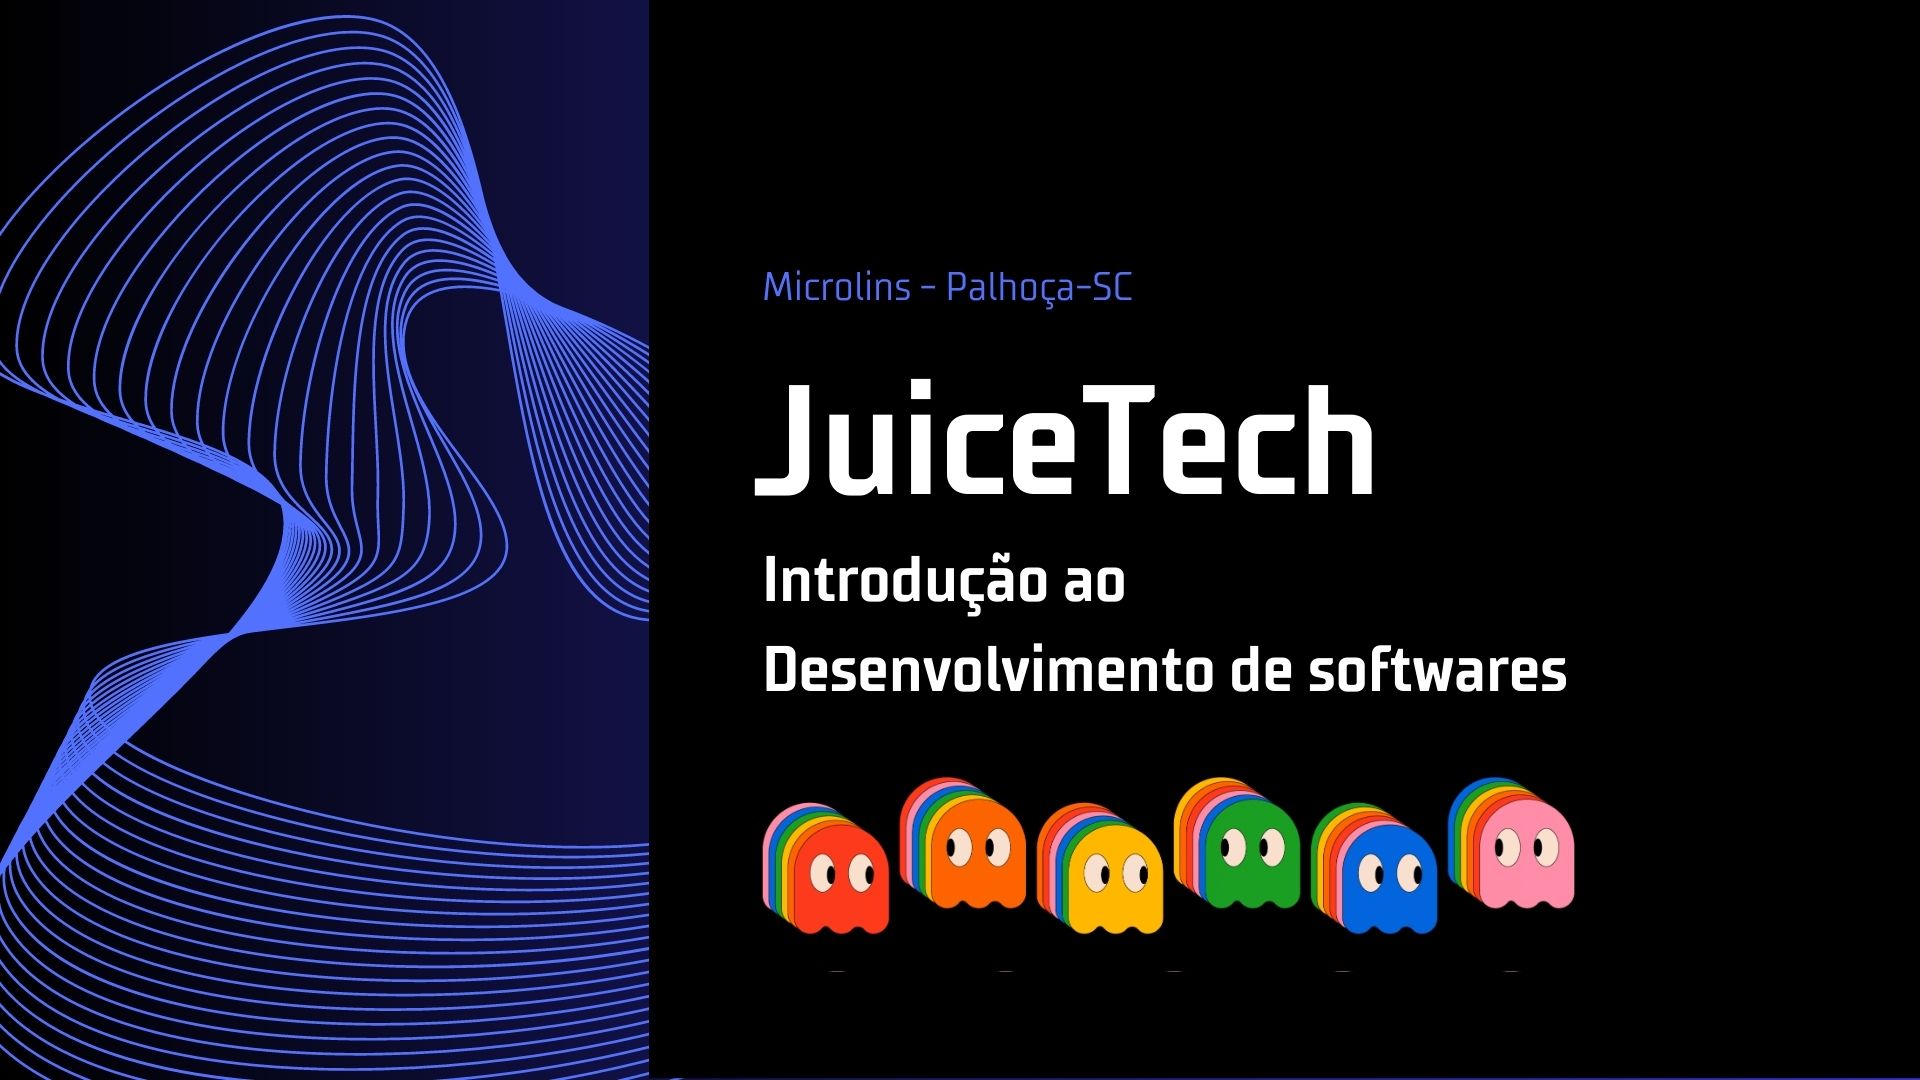 Microlins - Palhoça-SC
JuiceTech
Introdução ao
Desenvolvimento de softwares